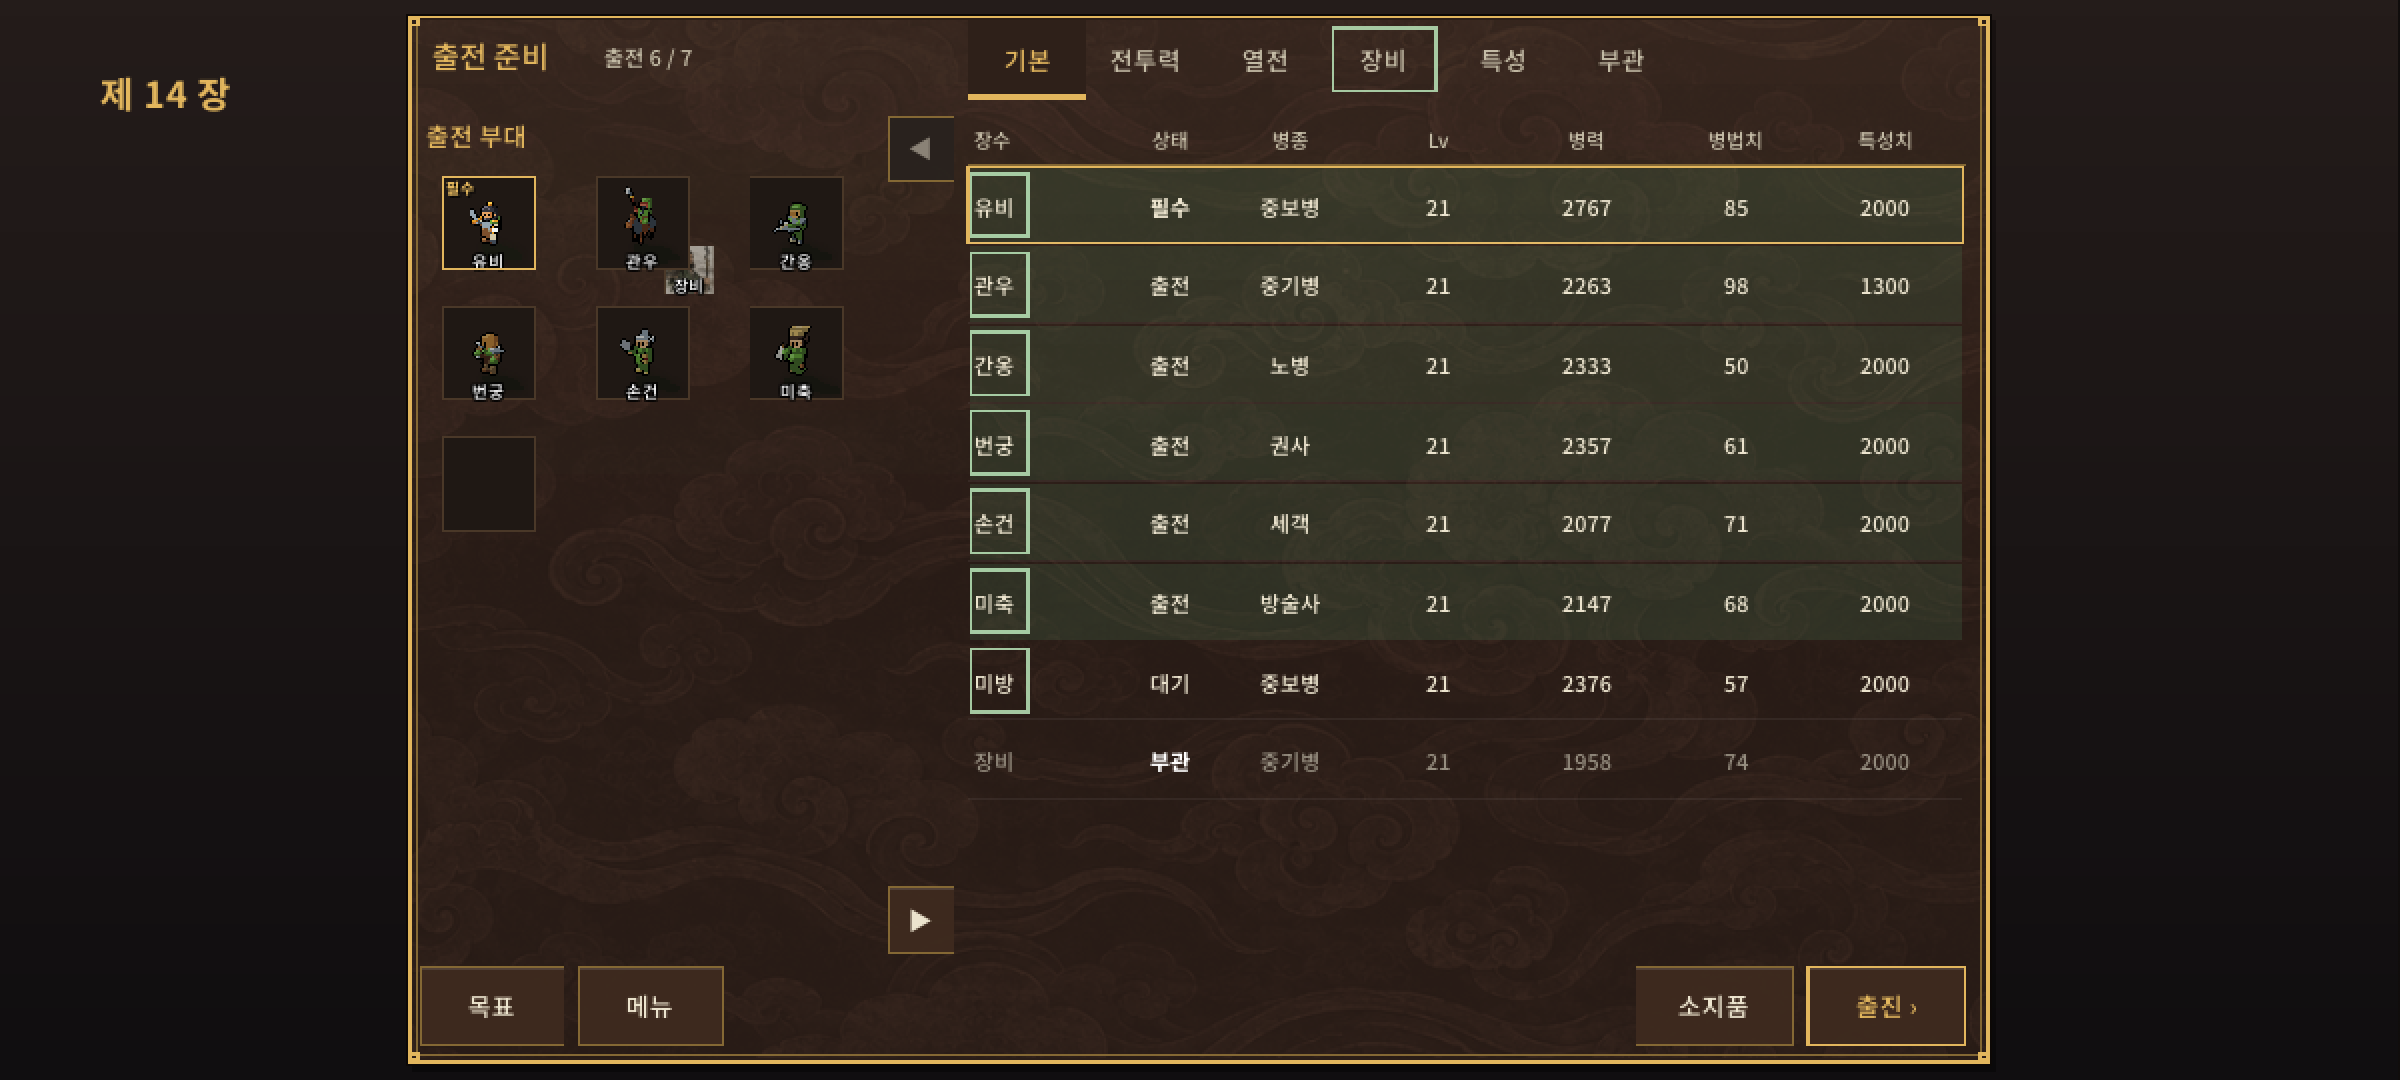 제 14 장
출전 준비 출전 6 / 7
출전 부대
필수
유비 관우 간옹
장비
번궁 손건 미축
기본 전투력 열전 장비 특성 부관
장수 상태 병종 Lv 병력 병법치 특성치
유비 필수 중보병 21 2767 85 2000
관우 출전 중기병 21 2263 98 1300
간옹 출전 노병 21 2333 50 2000
번궁 출전 권사 21 2357 61 2000
손건 출전 세객 21 2077 71 2000
미축 출전 방술사 21 2147 68 2000
미방 대기 중보병 21 2376 57 2000
장비 부관 중기병 21 1958 74 2000
목표 메뉴 소지품 출진 ›